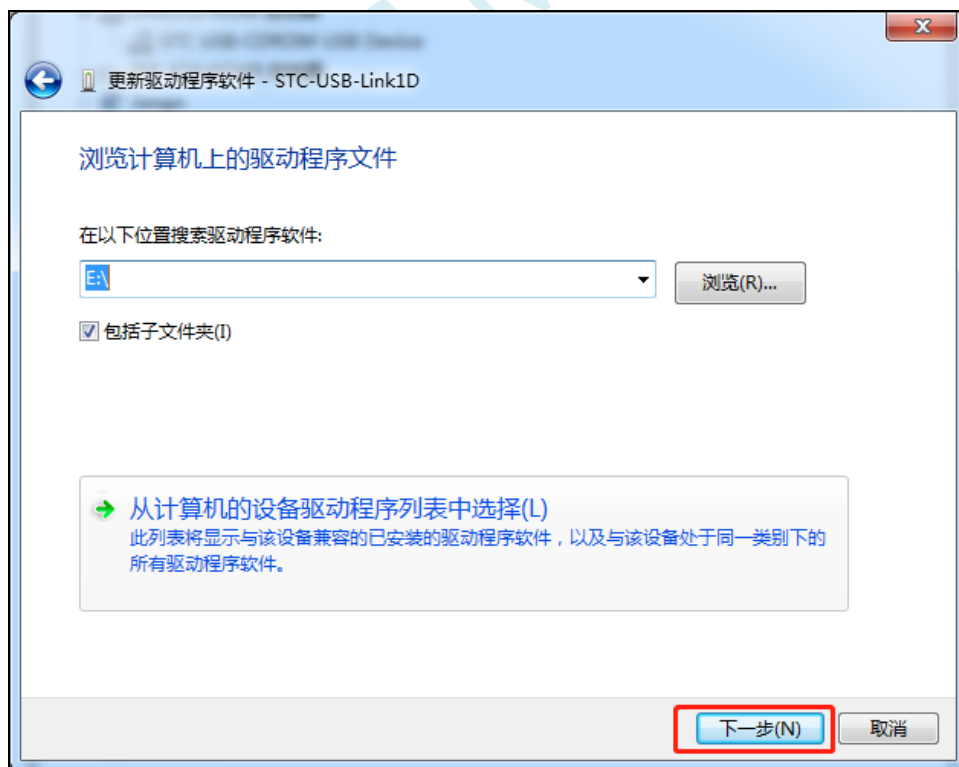 STC USB-CDROM USB Device
更新驱动程序软件 - STC-USB-Link1D
浏览计算机上的驱动程序文件
在以下位置搜索驱动程序软件:
E:\
浏览(R)...
包括子文件夹(I)
从计算机的设备驱动程序列表中选择(L)
此列表将显示与该设备兼容的已安装的驱动程序软件，以及与该设备处于同一类别下的
所有驱动程序软件。
下一步(N)
取消